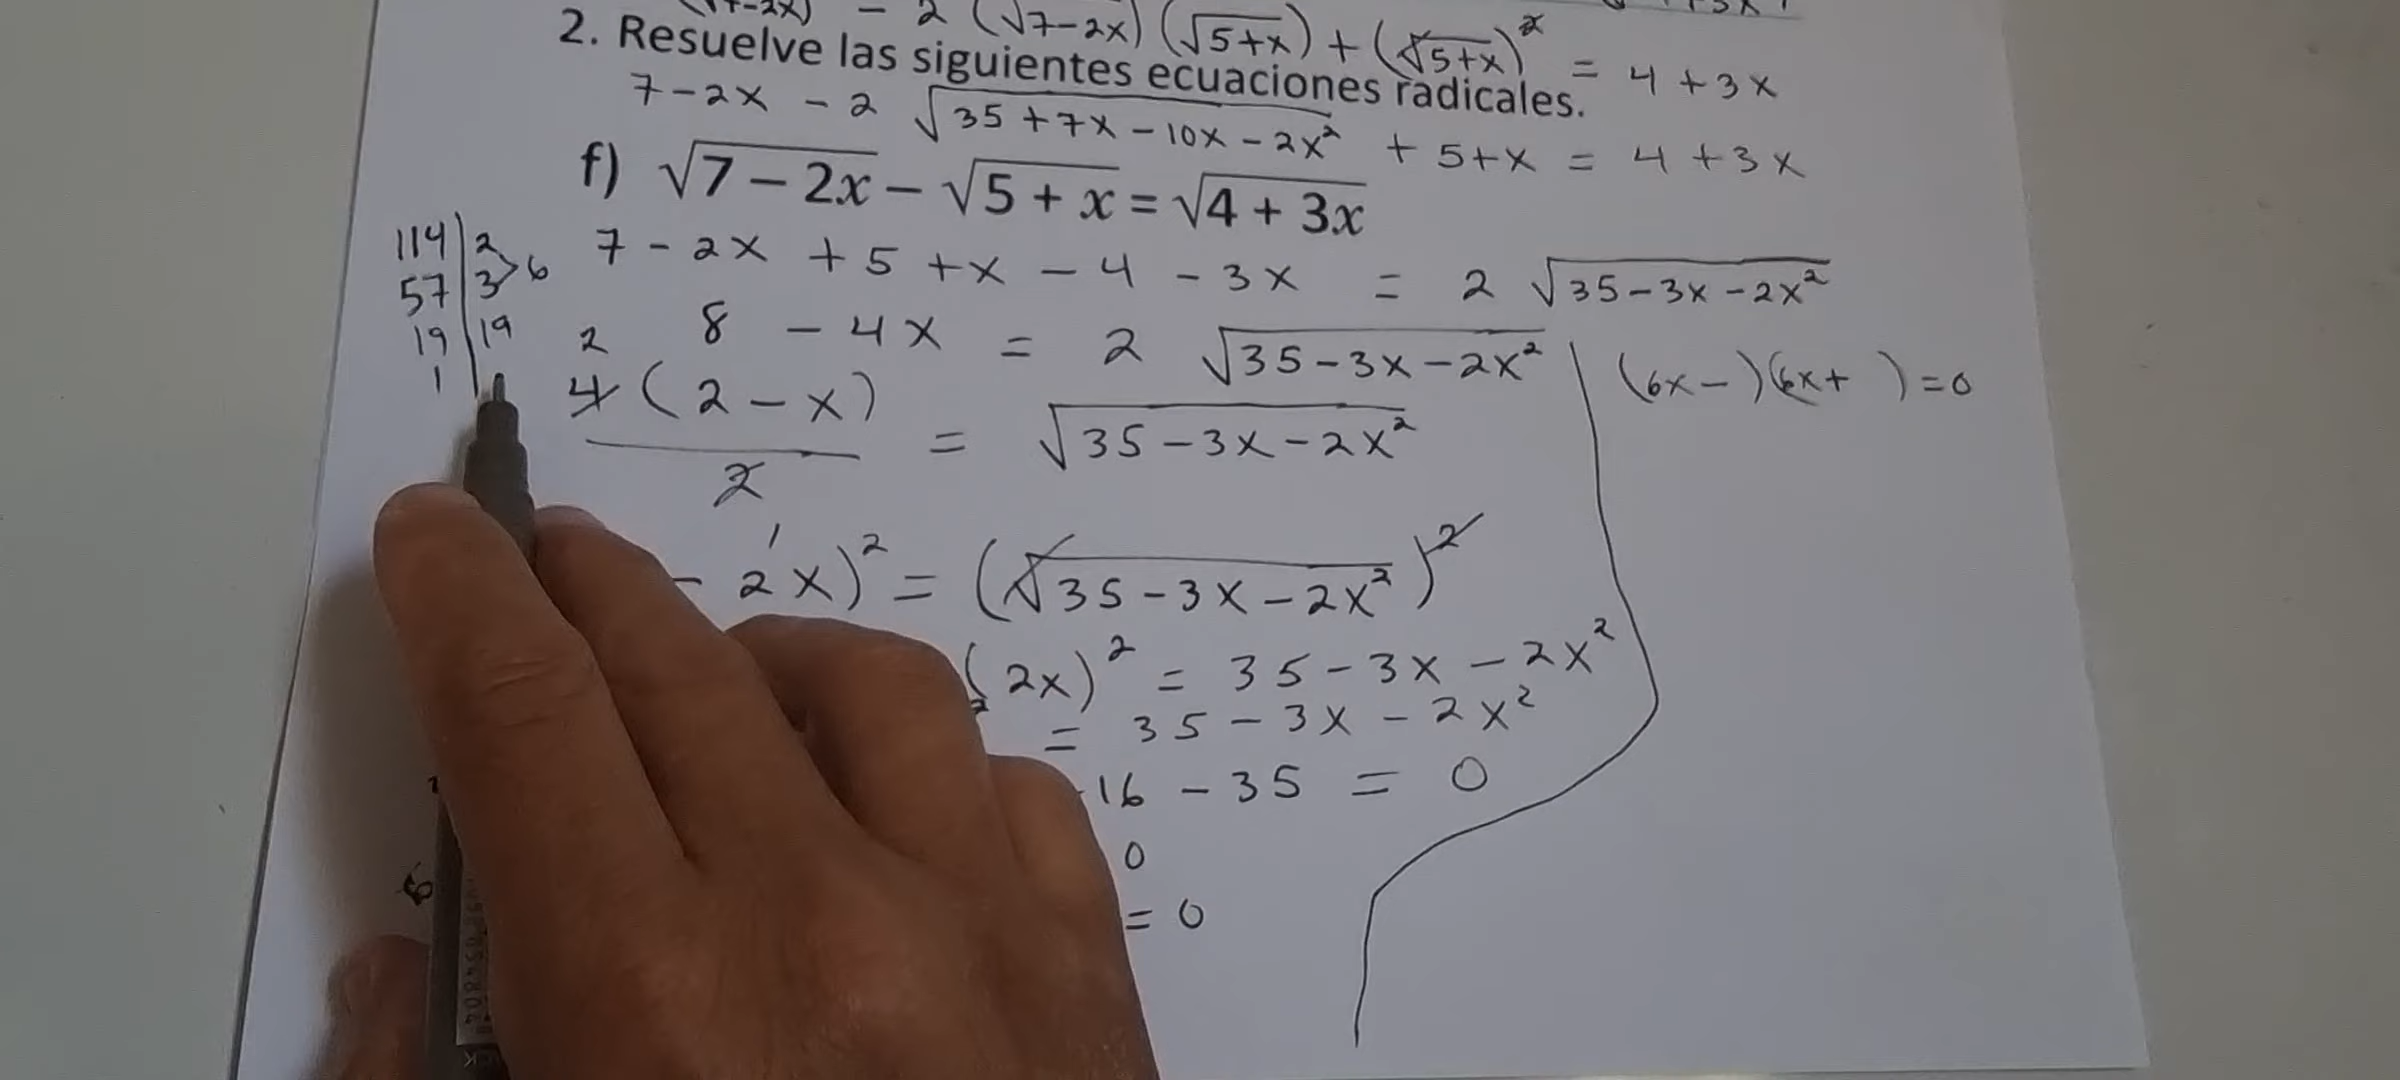 (√7-2x) - 2 (√7-2x) (√5+x) + (√5+x)² = 4 + 3x
2. Resuelve las siguientes ecuaciones radicales.
7-2x - 2 √35+7x-10x-2x² + 5+x = 4+3x
f) √7 − 2x − √5 + x = √4 + 3x
7 - 2x + 5 + x - 4 - 3x = 2 √35-3x-2x²
8 - 4x = 2 √35-3x-2x²
2
4 (2-x) = √35-3x-2x²
2
1
- 2x)² = (√35-3x-2x²)²
(2x)² = 35-3x-2x²
= 35-3x-2x²
16 - 35 = 0
0
= 0
114 | 2
57 | 3 > 6
19 | 19
1
(6x- )(6x+ ) = 0